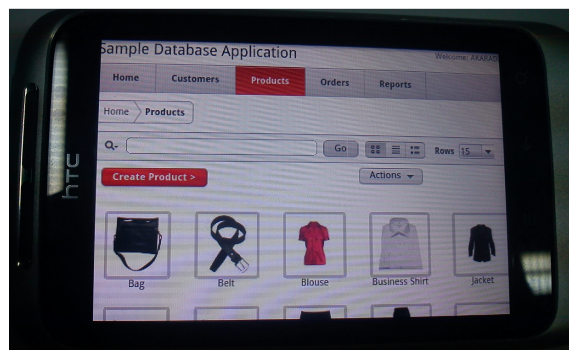 Sample Database Application
Welcome: AKABIAD
Home Customers Products Orders Reports
Home Products
Go Rows 15
Create Product > Actions
Bag Belt Blouse Business Shirt Jacket
hTC